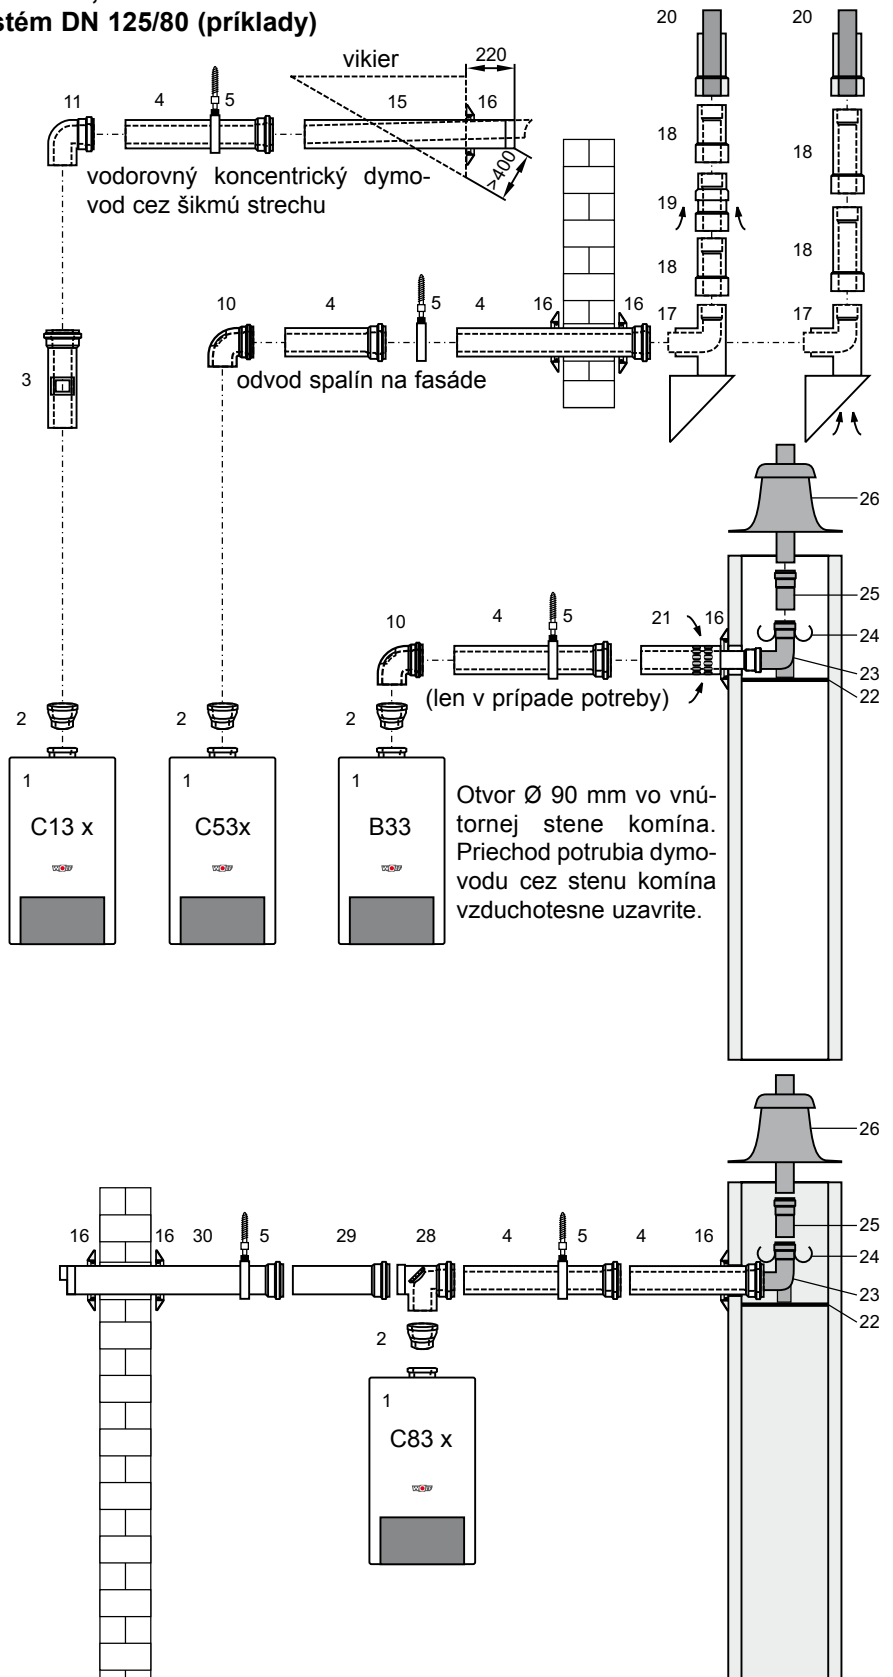 stém DN 125/80 (príklady)
20 20
vikier 220
11 4 5 15 16
18
18
>400
vodorovný koncentrický dymo-
vod cez šikmú strechu
19
18
18
10 4 5 4 16 16 17 17
3
odvod spalín na fasáde
26
25
10 4 5 21 16
24
23
22
(len v prípade potreby)
2 2 2
1 1 1
C13 x C53x B33
WOLF WOLF WOLF
Otvor Ø 90 mm vo vnú-
tornej stene komína.
Priechod potrubia dymo-
vodu cez stenu komína
vzduchotesne uzavrite.
26
16 16 30 5 29 28 4 5 4 16
25
24
23
22
2
1
C83 x
WOLF